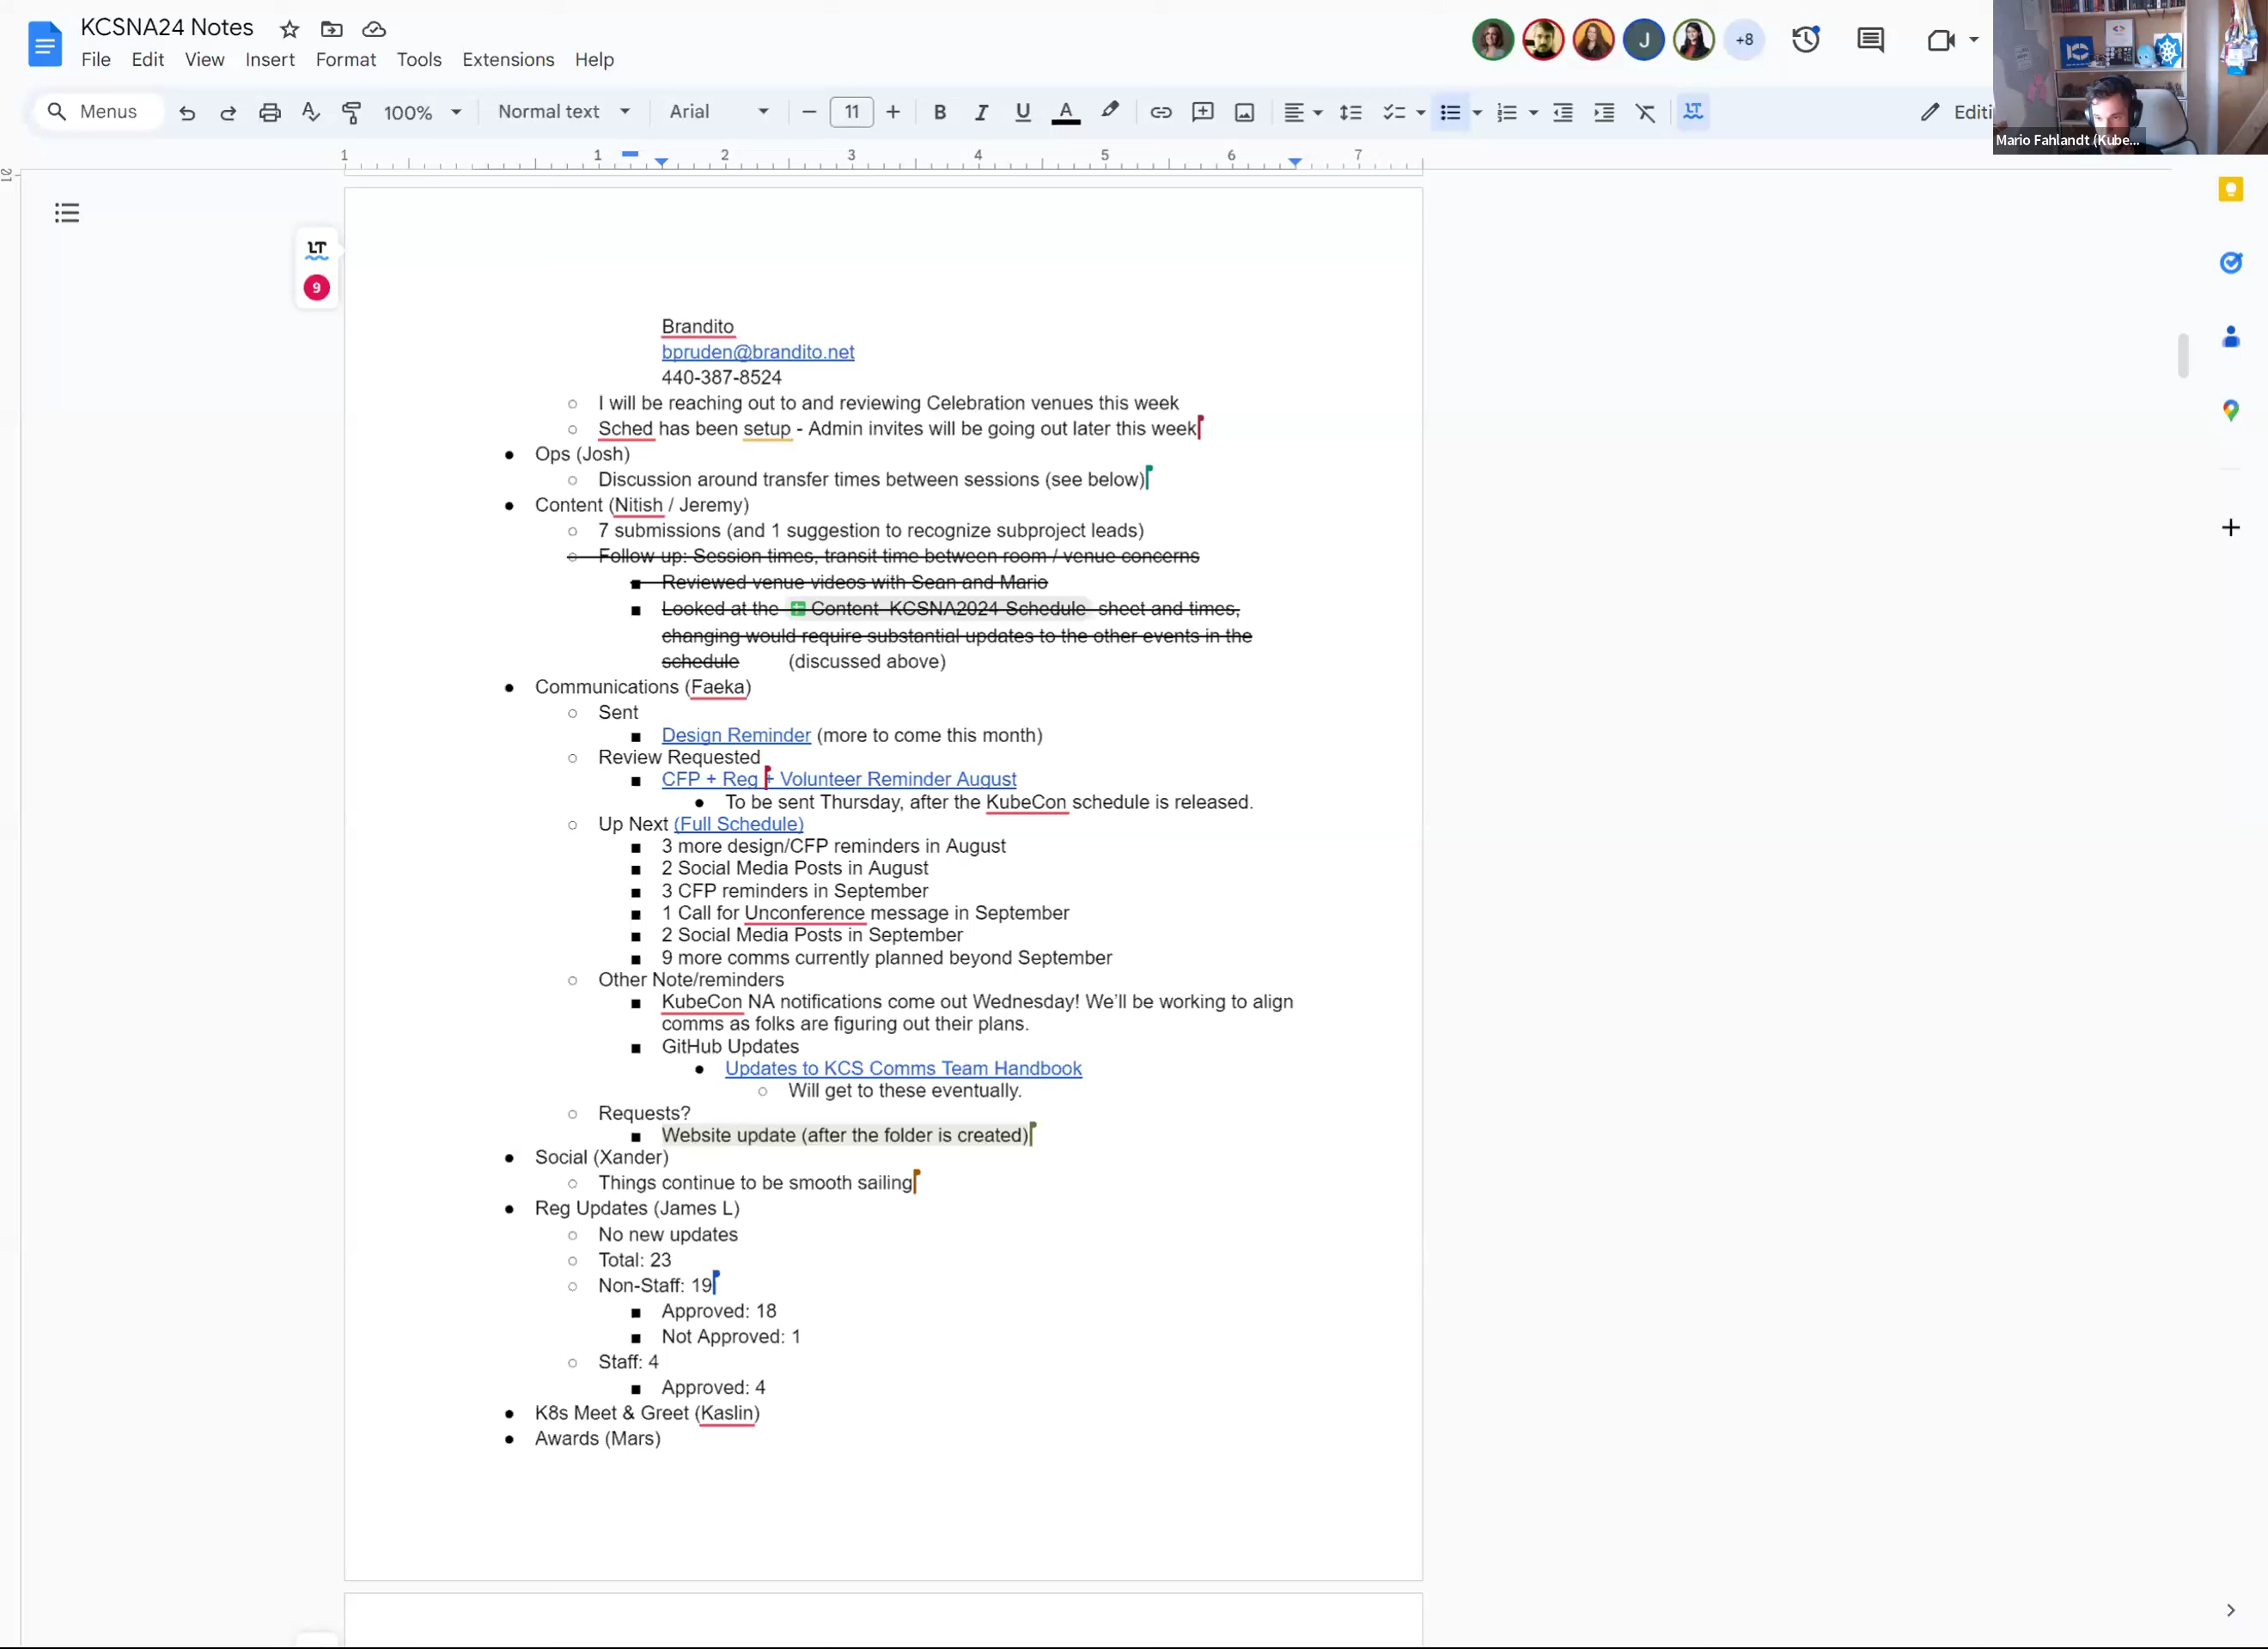 KCSNA24 Notes
File Edit View Insert Format Tools Extensions Help
J
+8
Menus
100%
Normal text
Arial
11
B I U A
LT
Editi
Mario Fahlandt (Kube...
1 1 2 3 4 5 6 7
LT
9
Brandito
bpruden@brandito.net
440-387-8524
I will be reaching out to and reviewing Celebration venues this week
Sched has been setup - Admin invites will be going out later this week
Ops (Josh)
Discussion around transfer times between sessions (see below)
Content (Nitish / Jeremy)
7 submissions (and 1 suggestion to recognize subproject leads)
Follow up: Session times, transit time between room / venue concerns
Reviewed venue videos with Sean and Mario
Looked at the Content KCSNA2024 Schedule sheet and times,
changing would require substantial updates to the other events in the
schedule (discussed above)
Communications (Faeka)
Sent
Design Reminder (more to come this month)
Review Requested
CFP + Reg + Volunteer Reminder August
To be sent Thursday, after the KubeCon schedule is released.
Up Next (Full Schedule)
3 more design/CFP reminders in August
2 Social Media Posts in August
3 CFP reminders in September
1 Call for Unconference message in September
2 Social Media Posts in September
9 more comms currently planned beyond September
Other Note/reminders
KubeCon NA notifications come out Wednesday! We'll be working to align
comms as folks are figuring out their plans.
GitHub Updates
Updates to KCS Comms Team Handbook
Will get to these eventually.
Requests?
Website update (after the folder is created)
Social (Xander)
Things continue to be smooth sailing
Reg Updates (James L)
No new updates
Total: 23
Non-Staff: 19
Approved: 18
Not Approved: 1
Staff: 4
Approved: 4
K8s Meet & Greet (Kaslin)
Awards (Mars)